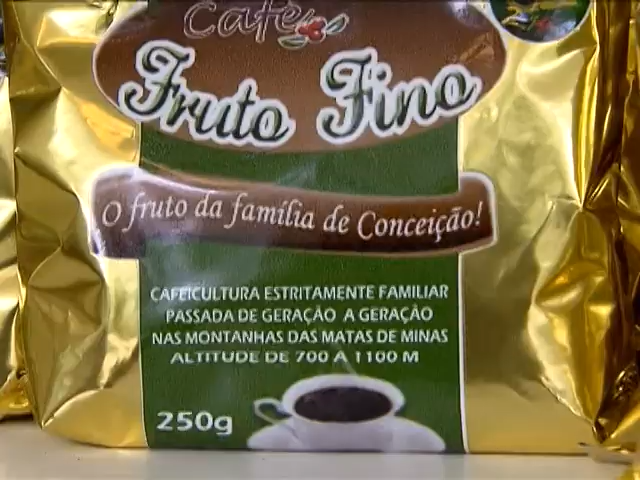 Café
Fruto Fino
O fruto da família de Conceição!
CAFEICULTURA ESTRITAMENTE FAMILIAR
PASSADA DE GERAÇÃO A GERAÇÃO
NAS MONTANHAS DAS MATAS DE MINAS
ALTITUDE DE 700 A 1100 M
250g